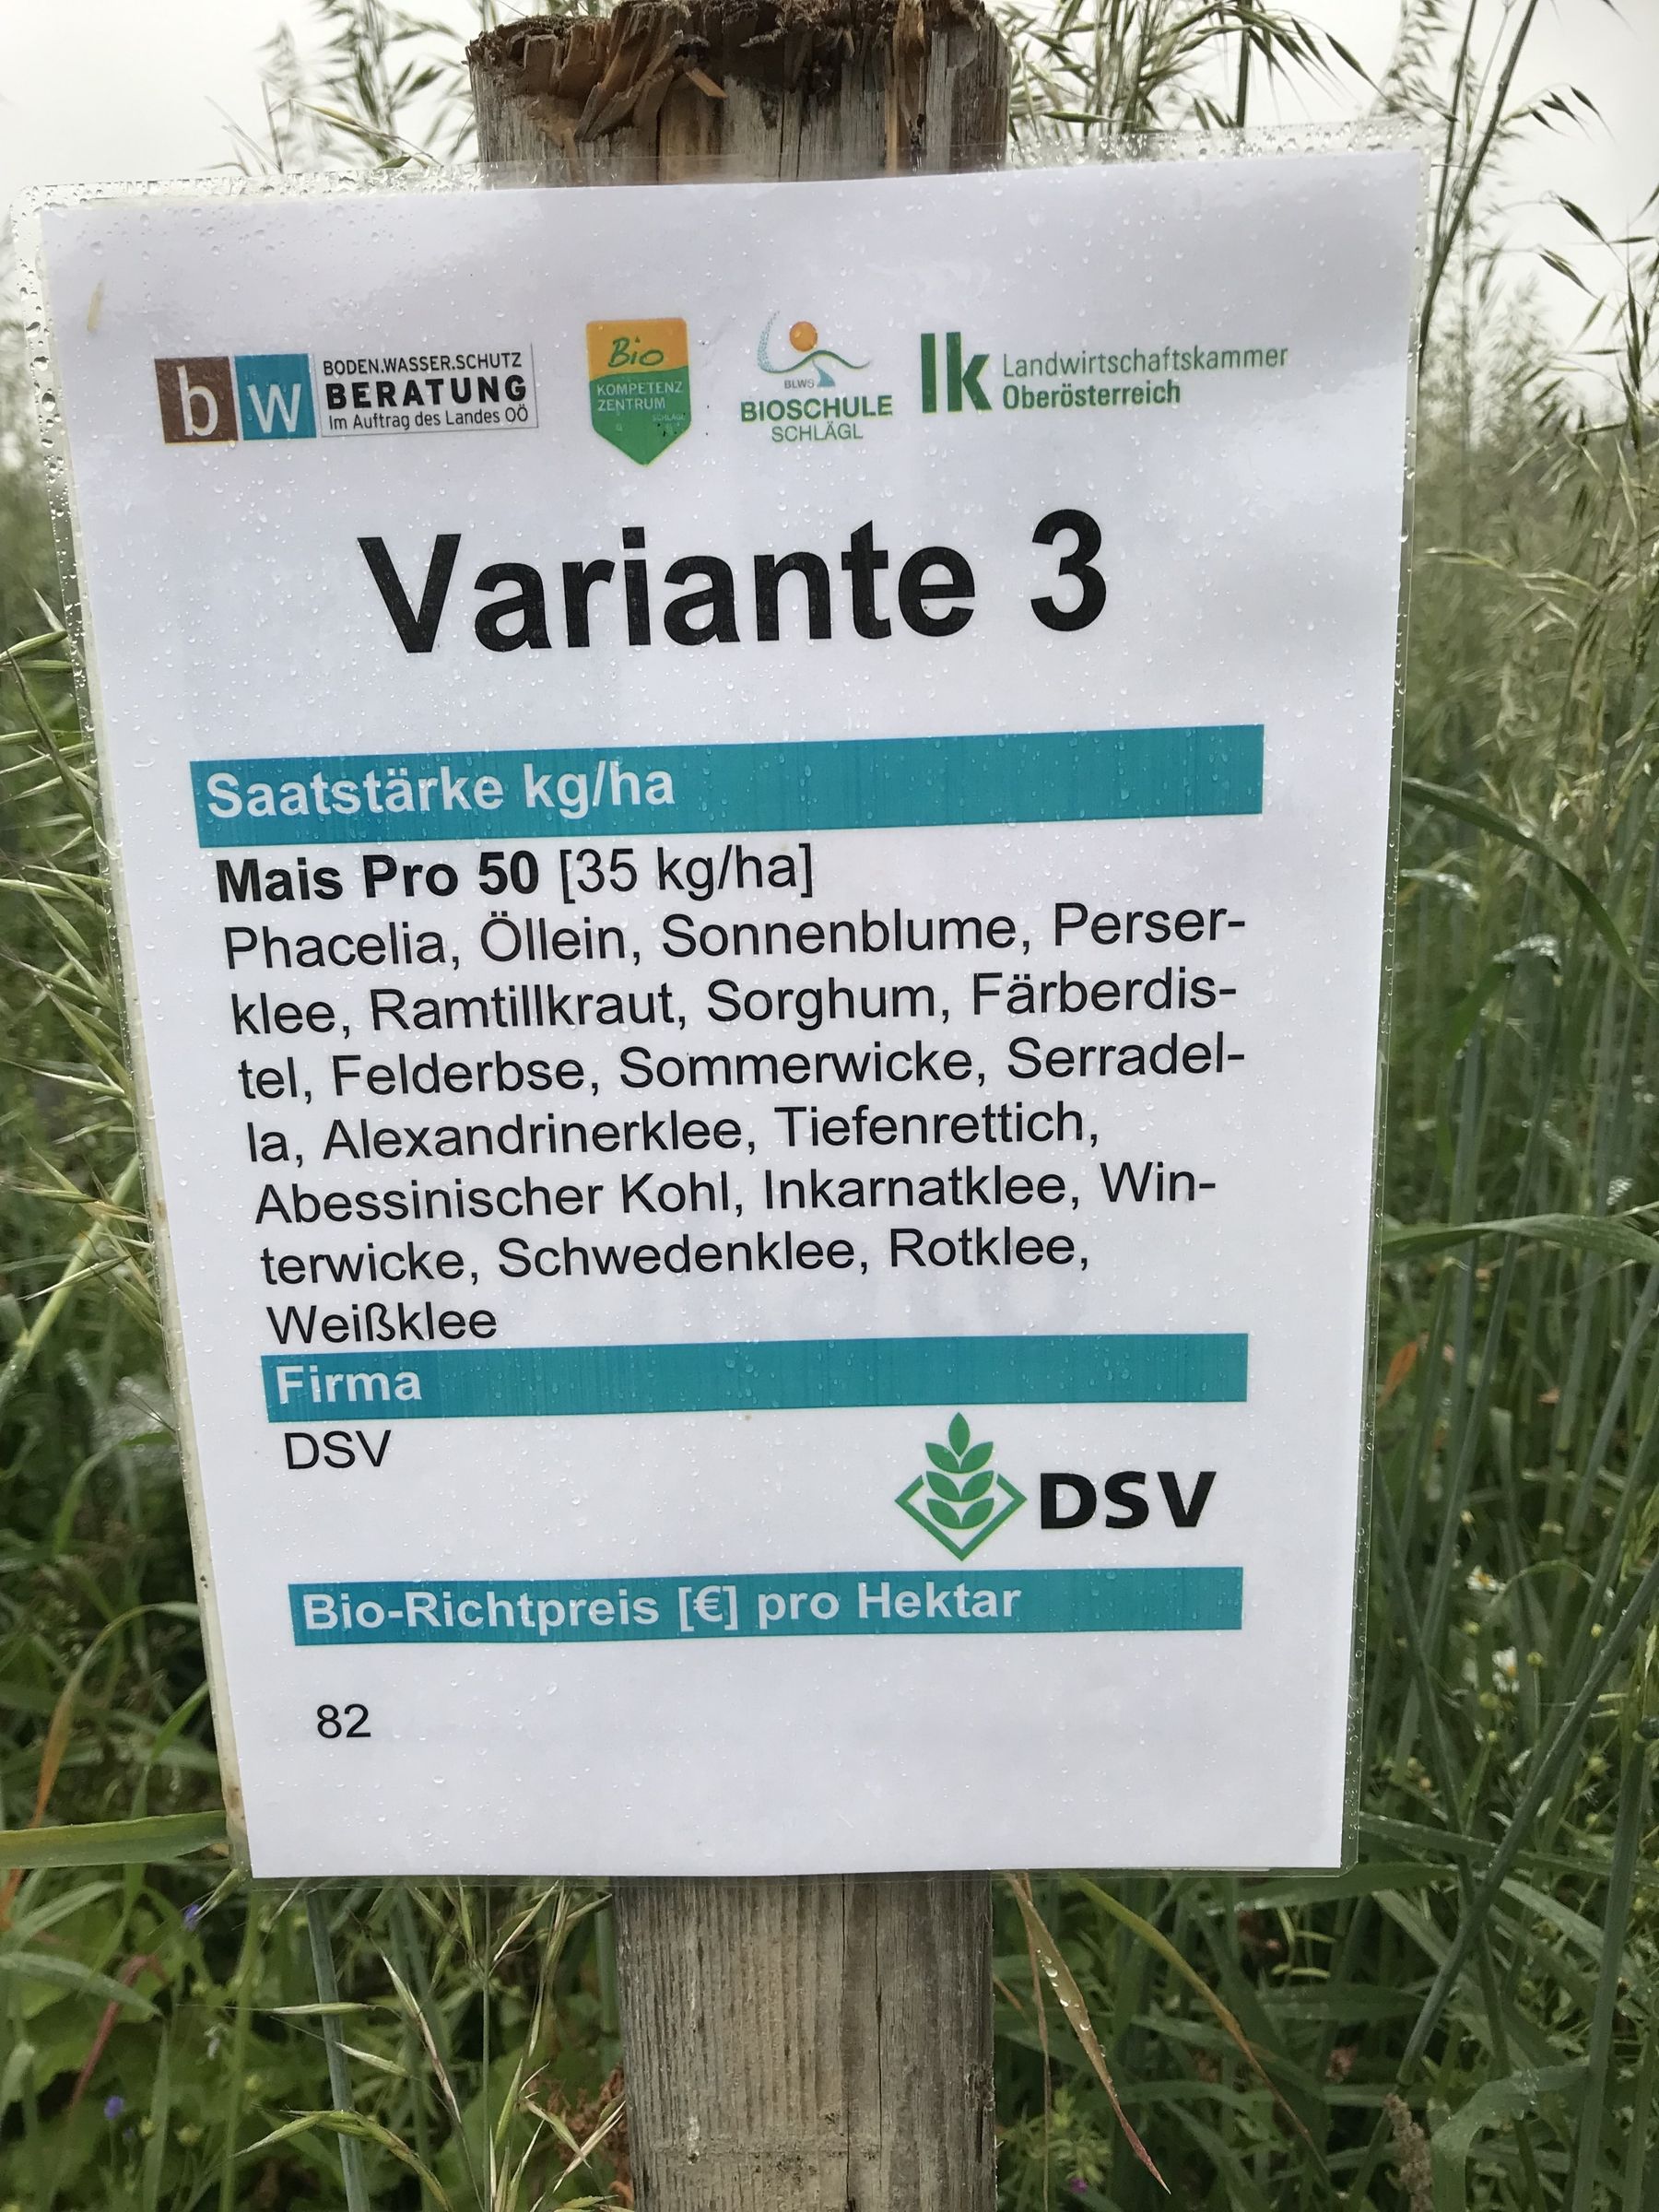 b w
BODEN.WASSER.SCHUTZ
BERATUNG
Im Auftrag des Landes OÖ
Bio
KOMPETENZ
ZENTRUM
SCHLÄGL
BLWS
BIOSCHULE
SCHLÄGL
lk
Landwirtschaftskammer
Oberösterreich
Variante 3
Saatstärke kg/ha
Mais Pro 50 [35 kg/ha]
Phacelia, Öllein, Sonnenblume, Perser-
klee, Ramtillkraut, Sorghum, Färberdis-
tel, Felderbse, Sommerwicke, Serradel-
la, Alexandrinerklee, Tiefenrettich,
Abessinischer Kohl, Inkarnatklee, Win-
terwicke, Schwedenklee, Rotklee,
Weißklee
Firma
DSV
DSV
Bio-Richtpreis [€] pro Hektar
82